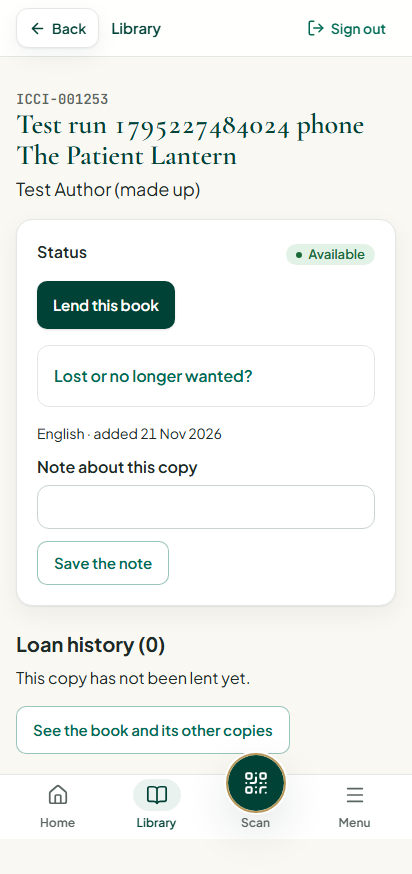 Back
Library
Sign out
ICCI-001253
Test run 1795227484024 phone
The Patient Lantern
Test Author (made up)
Status
Available
Lend this book
Lost or no longer wanted?
English · added 21 Nov 2026
Note about this copy
Save the note
Loan history (0)
This copy has not been lent yet.
See the book and its other copies
Home
Library
Scan
Menu